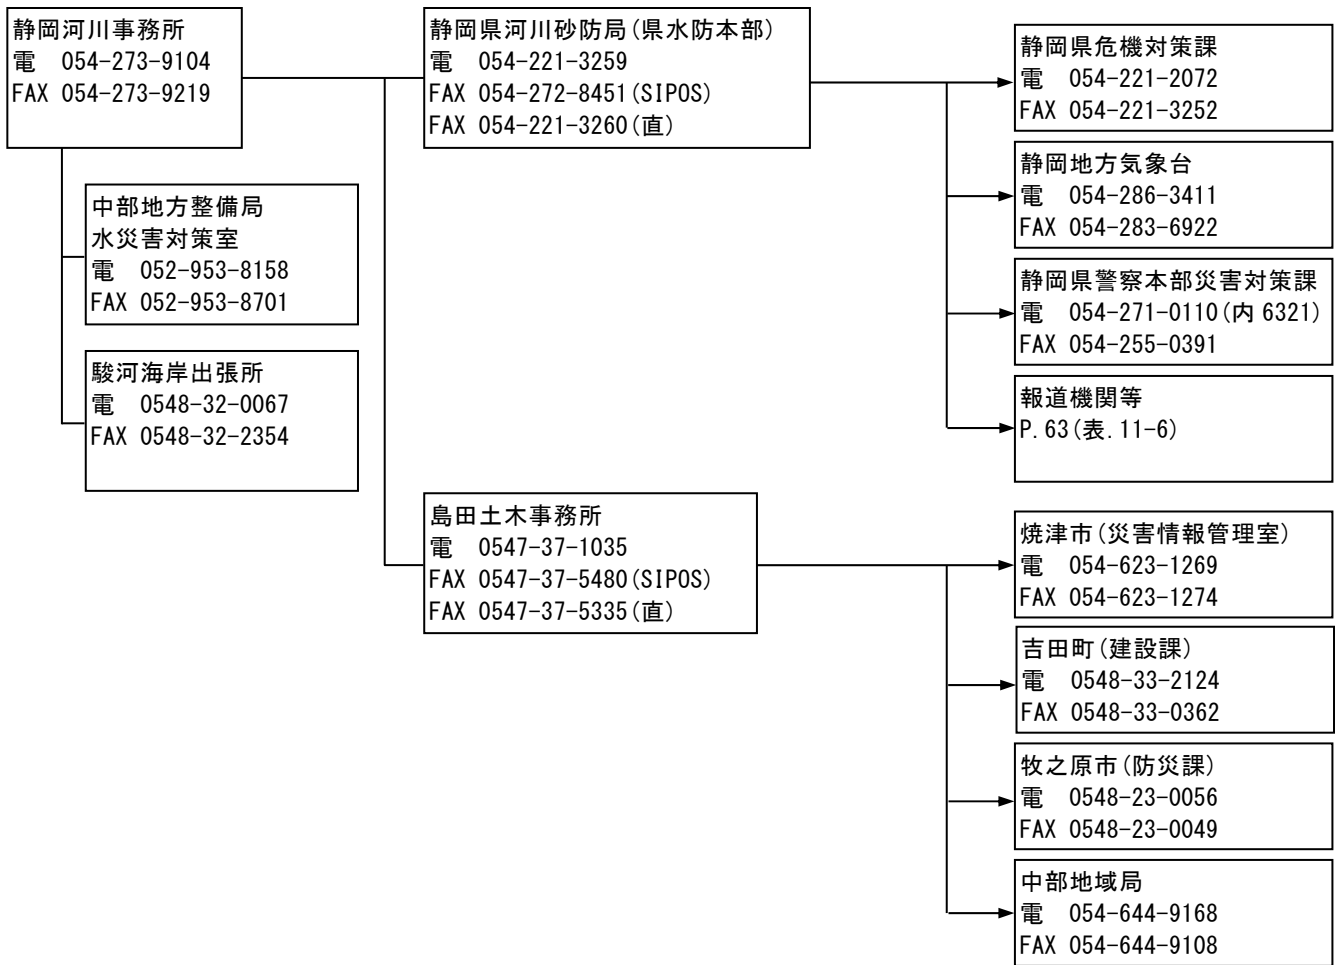 静岡河川事務所
電　054-273-9104
FAX 054-273-9219
中部地方整備局
水災害対策室
電　052-953-8158
FAX 052-953-8701
駿河海岸出張所
電　0548-32-0067
FAX 0548-32-2354
静岡県河川砂防局(県水防本部)
電　054-221-3259
FAX 054-272-8451(SIPOS)
FAX 054-221-3260(直)
島田土木事務所
電　0547-37-1035
FAX 0547-37-5480(SIPOS)
FAX 0547-37-5335(直)
静岡県危機対策課
電　054-221-2072
FAX 054-221-3252
静岡地方気象台
電　054-286-3411
FAX 054-283-6922
静岡県警察本部災害対策課
電　054-271-0110(内 6321)
FAX 054-255-0391
報道機関等
P.63(表.11-6)
焼津市(災害情報管理室)
電　054-623-1269
FAX 054-623-1274
吉田町(建設課)
電　0548-33-2124
FAX 0548-33-0362
牧之原市(防災課)
電　0548-23-0056
FAX 0548-23-0049
中部地域局
電　054-644-9168
FAX 054-644-9108